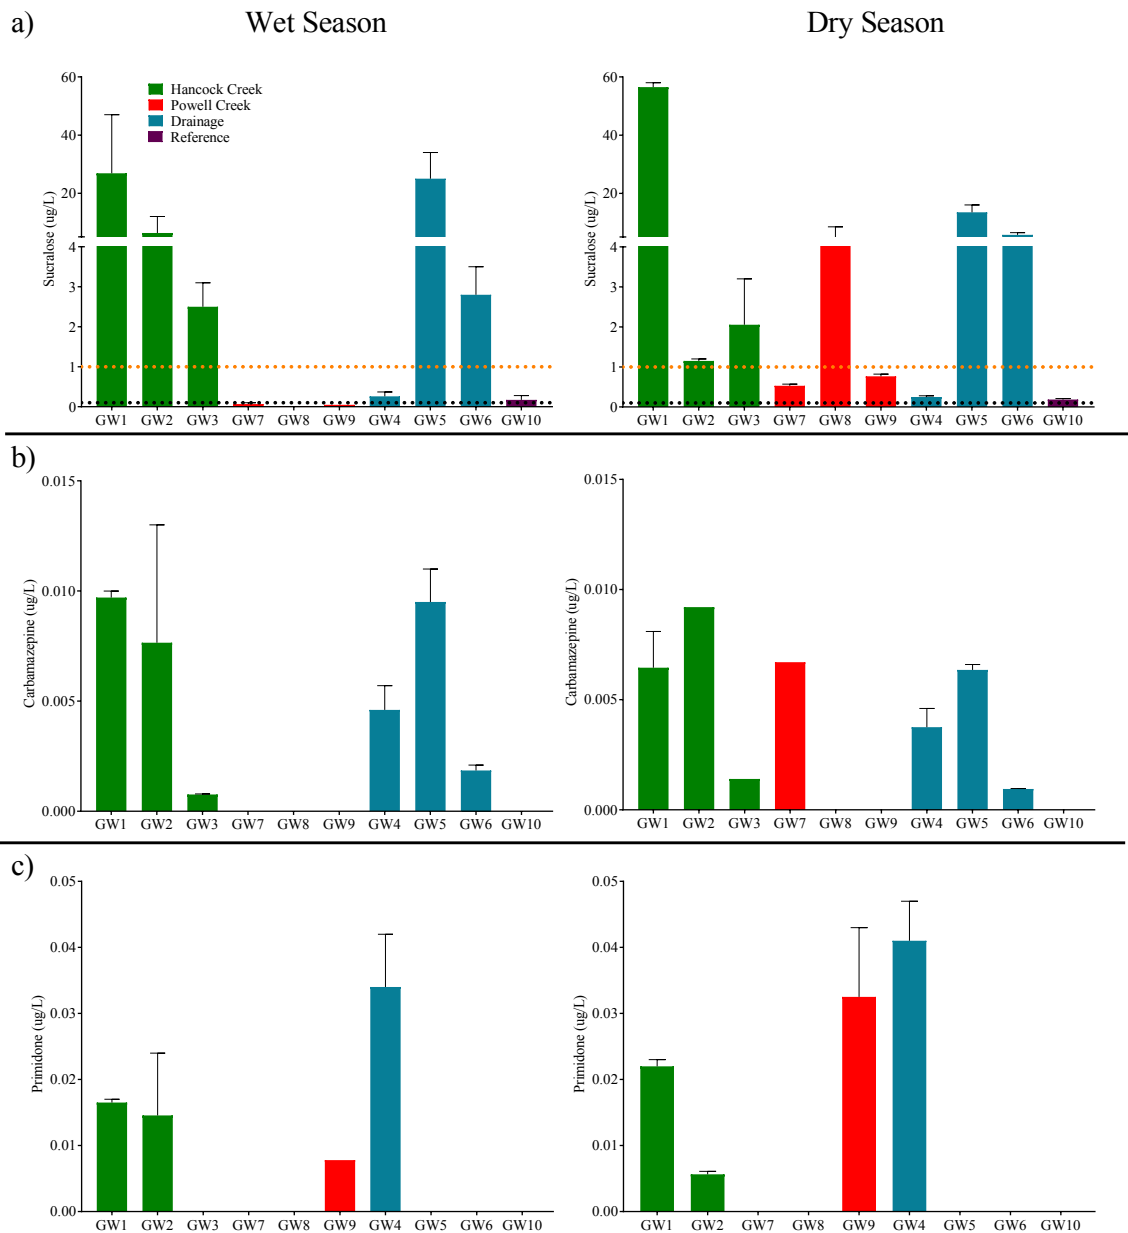 a)
Wet Season
Dry Season
60
40
20
4
3
2
1
0
Sucralose (ug/L)
Hancock Creek
Powell Creek
Drainage
Reference
GW1 GW2 GW3 GW7 GW8 GW9 GW4 GW5 GW6 GW10
60
40
20
4
3
2
1
0
Sucralose (ug/L)
GW1 GW2 GW3 GW7 GW8 GW9 GW4 GW5 GW6 GW10
b)
0.015
0.010
0.005
0.000
Carbamazepine (ug/L)
GW1 GW2 GW3 GW7 GW8 GW9 GW4 GW5 GW6 GW10
0.015
0.010
0.005
0.000
Carbamazepine (ug/L)
GW1 GW2 GW3 GW7 GW8 GW9 GW4 GW5 GW6 GW10
c)
0.05
0.04
0.03
0.02
0.01
0.00
Primidone (ug/L)
GW1 GW2 GW3 GW7 GW8 GW9 GW4 GW5 GW6 GW10
0.05
0.04
0.03
0.02
0.01
0.00
Primidone (ug/L)
GW1 GW2 GW7 GW8 GW9 GW4 GW5 GW6 GW10